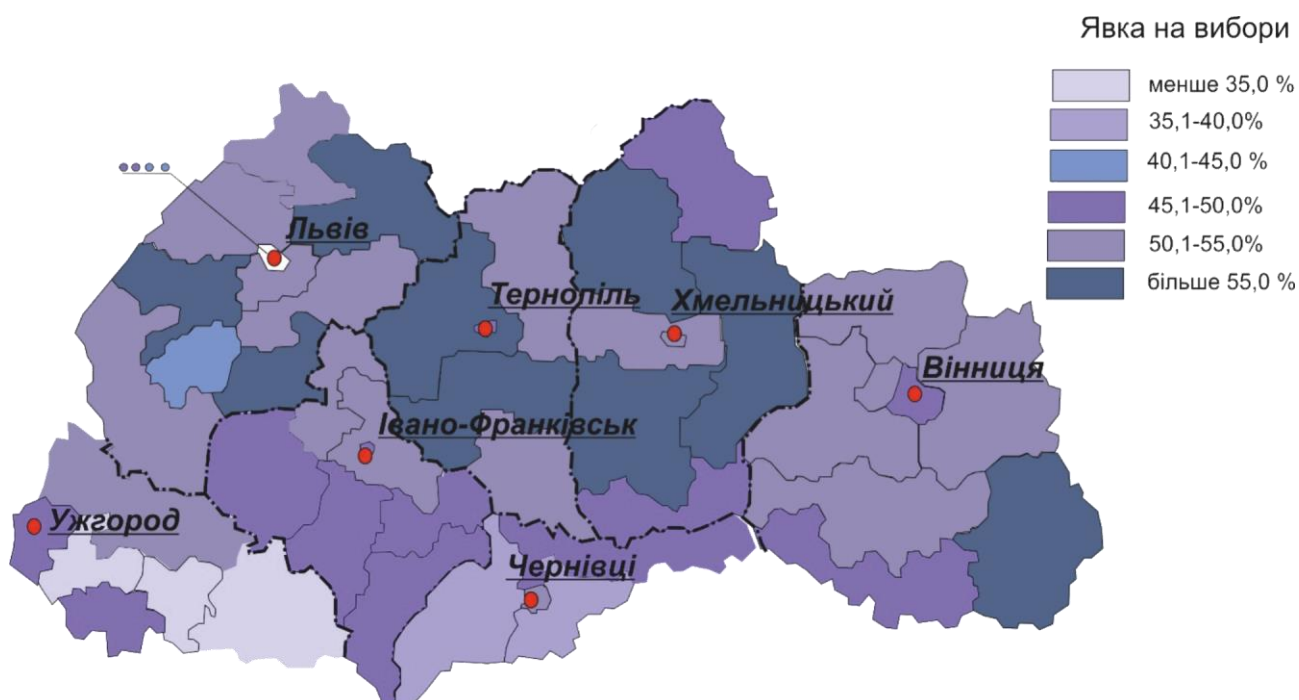 Явка на вибори
менше 35,0 %
35,1-40,0%
40,1-45,0 %
45,1-50,0%
50,1-55,0%
більше 55,0 %
Львів
Тернопіль
Хмельницький
Вінниця
Івано-Франківськ
Ужгород
Чернівці